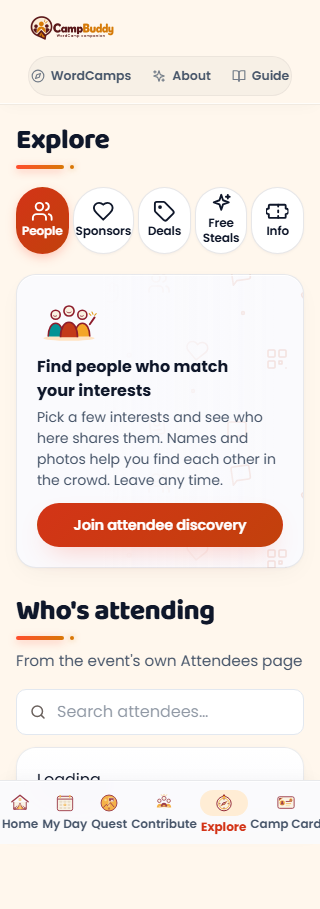 CampBuddy
WordCamp companion
WordCamps About Guide
Explore
People Sponsors Deals Free Steals Info
Find people who match
your interests
Pick a few interests and see who
here shares them. Names and
photos help you find each other in
the crowd. Leave any time.
Join attendee discovery
Who's attending
From the event's own Attendees page
Search attendees...
Loading
Home My Day Quest Contribute Explore Camp Card